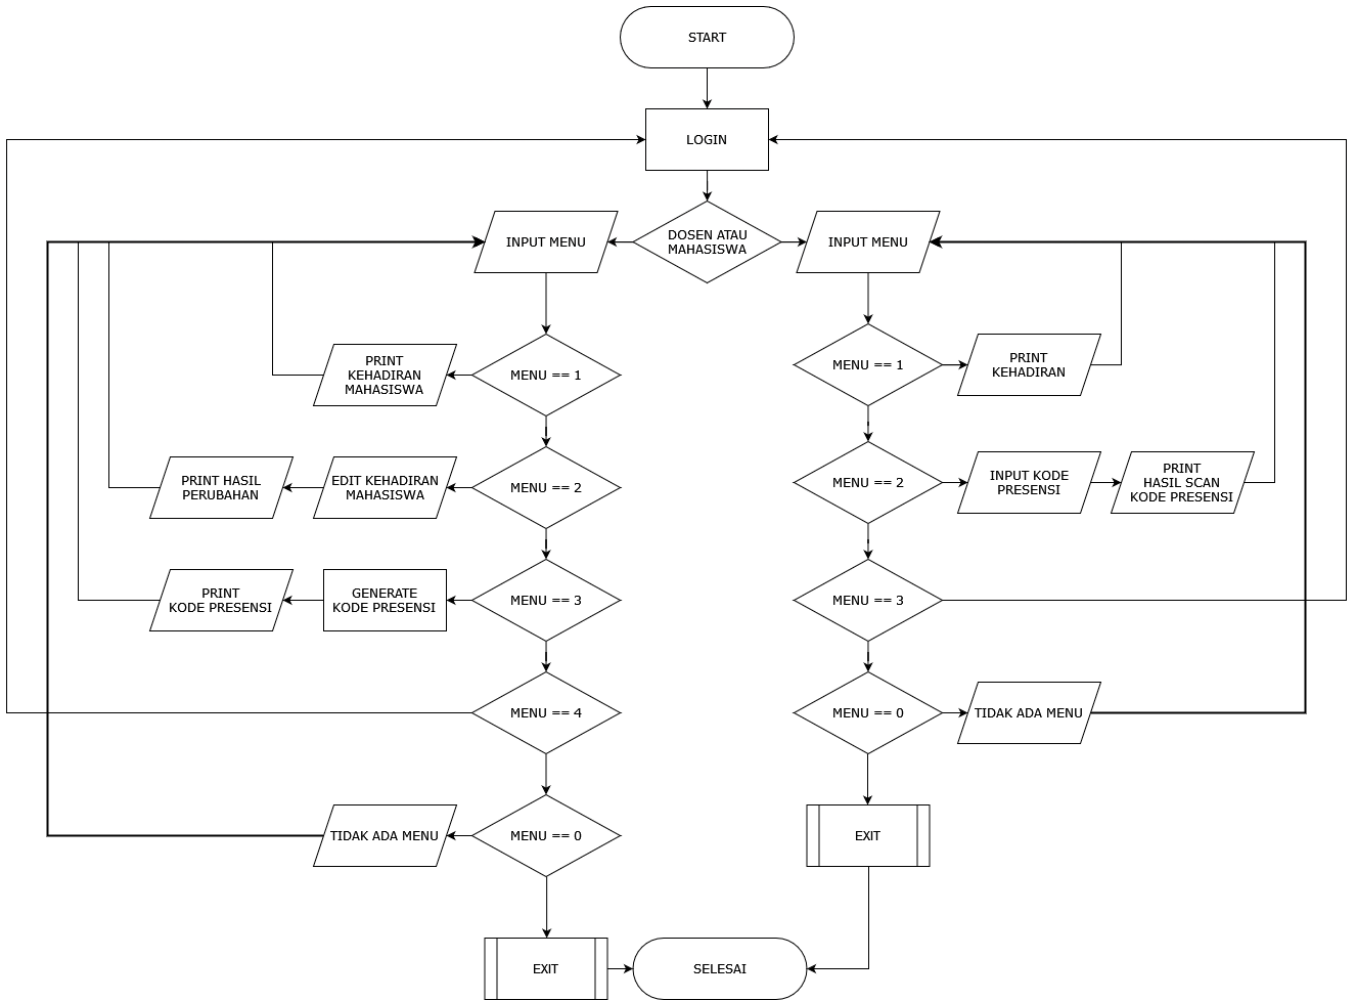 START
LOGIN
DOSEN ATAU
MAHASISWA
INPUT MENU
INPUT MENU
MENU == 1
PRINT
KEHADIRAN
MAHASISWA
MENU == 2
EDIT KEHADIRAN
MAHASISWA
PRINT HASIL
PERUBAHAN
MENU == 3
GENERATE
KODE PRESENSI
PRINT
KODE PRESENSI
MENU == 4
MENU == 0
TIDAK ADA MENU
EXIT
MENU == 1
PRINT
KEHADIRAN
MENU == 2
INPUT KODE
PRESENSI
PRINT
HASIL SCAN
KODE PRESENSI
MENU == 3
MENU == 0
TIDAK ADA MENU
EXIT
SELESAI